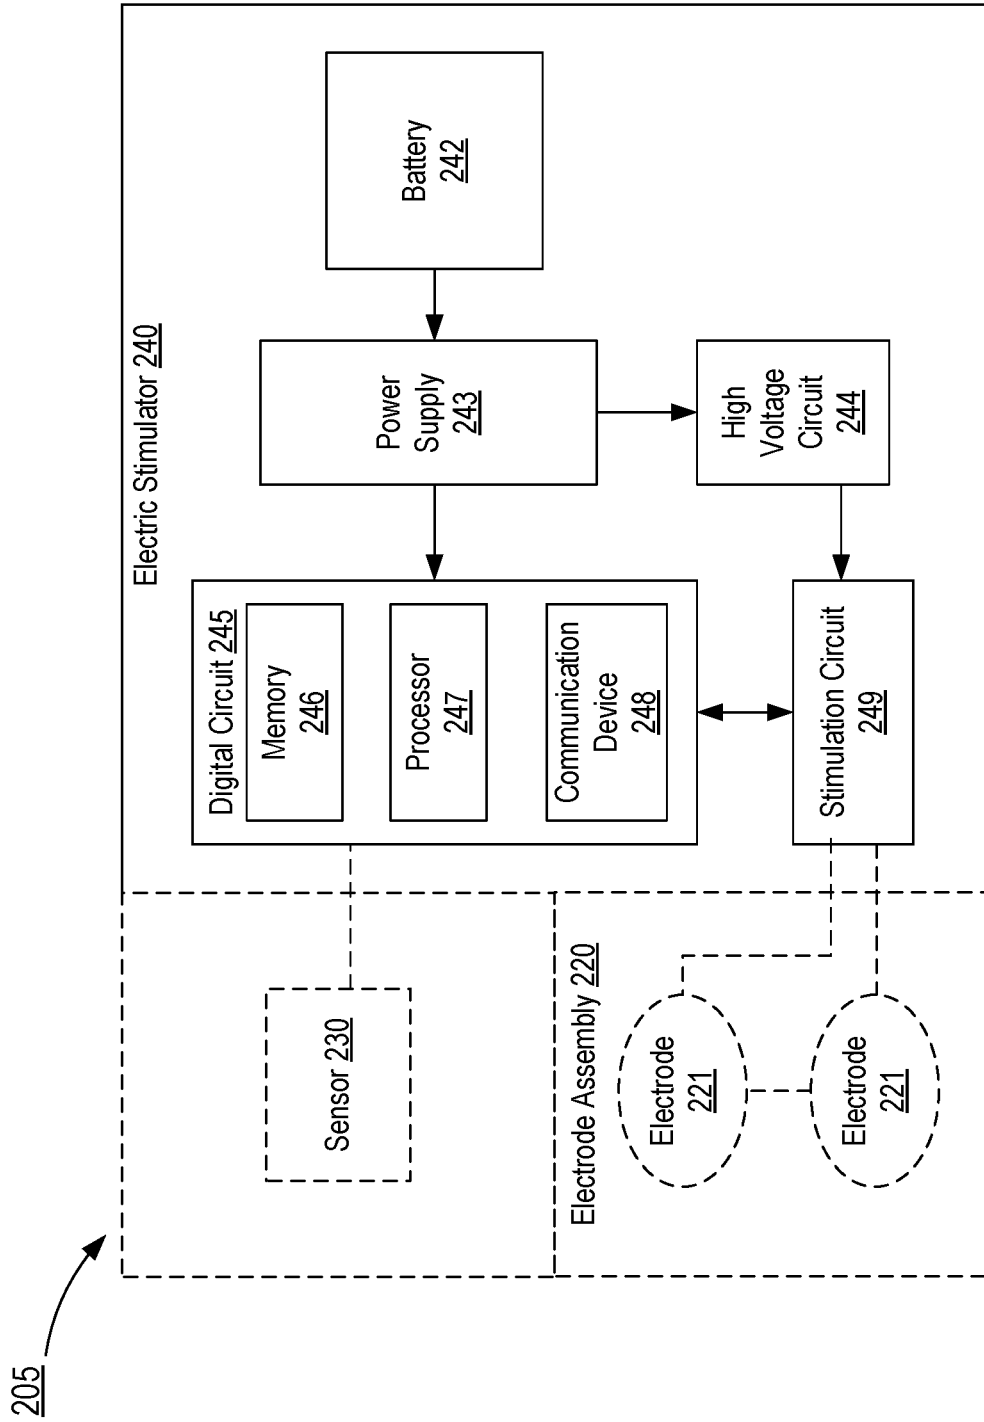 205
Electric Stimulator 240
Sensor 230
Digital Circuit 245
Memory
246
Processor
247
Communication
Device
248
Power
Supply
243
Battery
242
Electrode Assembly 220
Electrode
221
Electrode
221
Stimulation Circuit
249
High
Voltage
Circuit
244